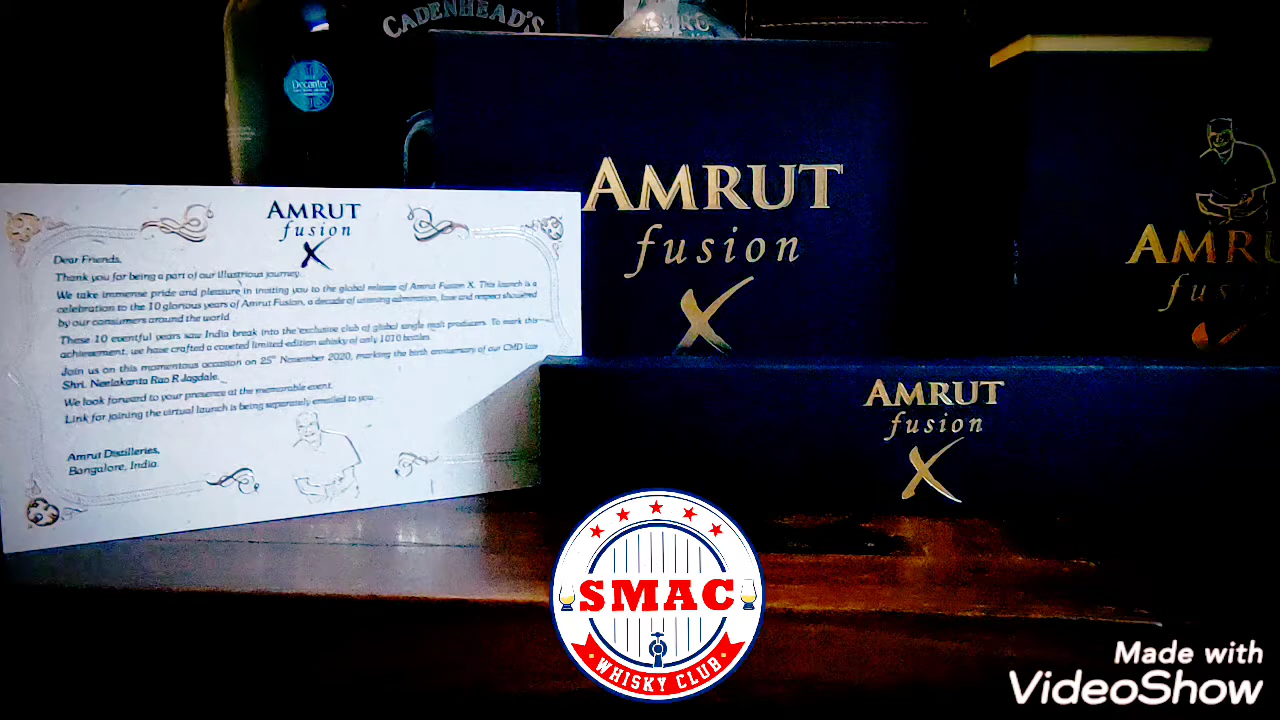 CADENHEAD'S
Decanter
AMRUT
fusion
X
Dear Friends,
Thank you for being a part of our illustrious journey.
We take immense pride and pleasure in inviting you to the global release of Amrut Fusion X. This launch is a
celebration to the 10 glorious years of Amrut Fusion, a decade of unending admiration, love and respect showered
by our consumers around the world.
These 10 eventful years saw India break into the exclusive club of global single malt producers. To mark this
achievement, we have crafted a coveted limited edition whisky of only 1010 bottles.
Join us on this momentous occasion on 25th November 2020, marking the birth anniversary of our CMD late
Shri. Neelakanta Rao R Jagdale.
We look forward to your presence at the memorable event.
Link for joining the virtual launch is being separately emailed to you.
Amrut Distilleries,
Bangalore, India.
AMRUT
fusion
X
AMRU
fus
AMRUT
fusion
X
SMAC
WHISKY CLUB
Made with
VideoShow